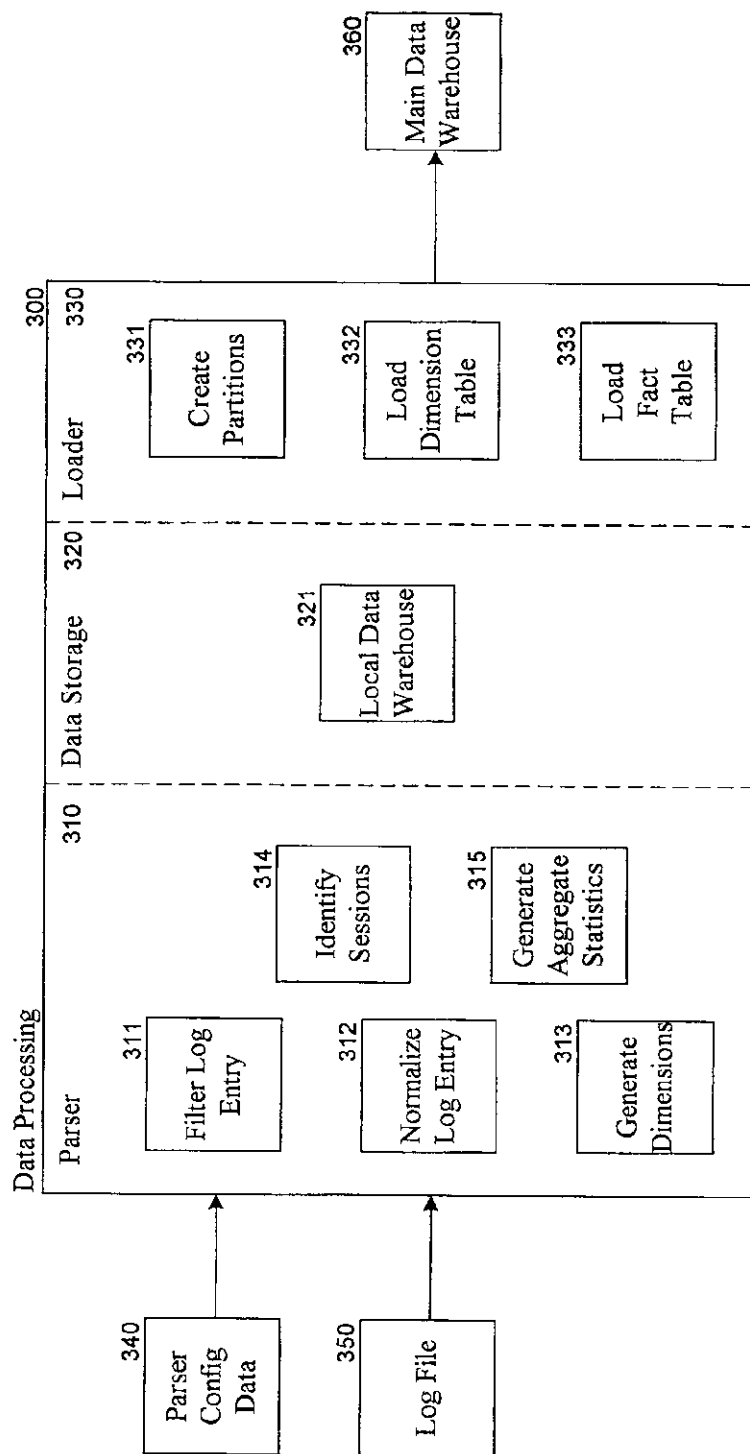 Data Processing
300
Parser
310
Data Storage
320
Loader
330
340
Parser
Config
Data
350
Log File
311
Filter Log
Entry
312
Normalize
Log Entry
313
Generate
Dimensions
314
Identify
Sessions
315
Generate
Aggregate
Statistics
321
Local Data
Warehouse
331
Create
Partitions
332
Load
Dimension
Table
333
Load
Fact
Table
360
Main Data
Warehouse